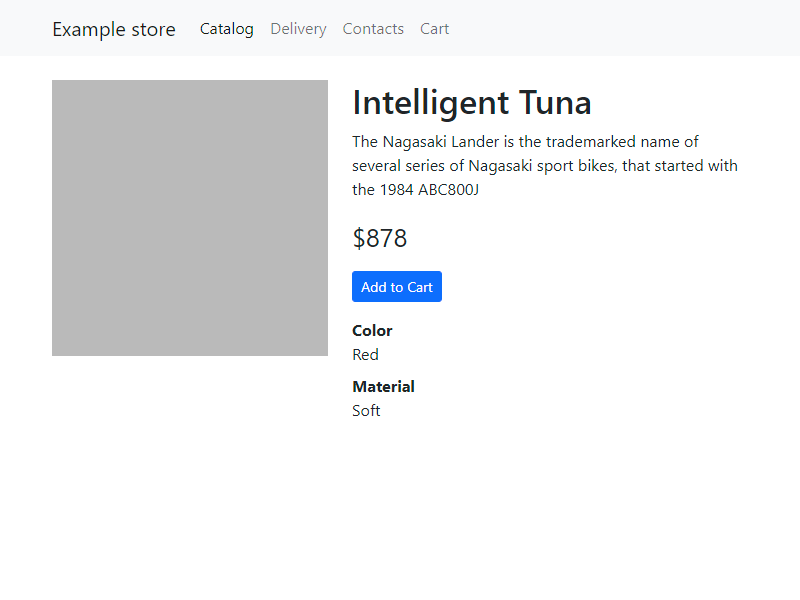 Example store Catalog Delivery Contacts Cart
Intelligent Tuna
The Nagasaki Lander is the trademarked name of
several series of Nagasaki sport bikes, that started with
the 1984 ABC800J
$878
Add to Cart
Color
Red
Material
Soft